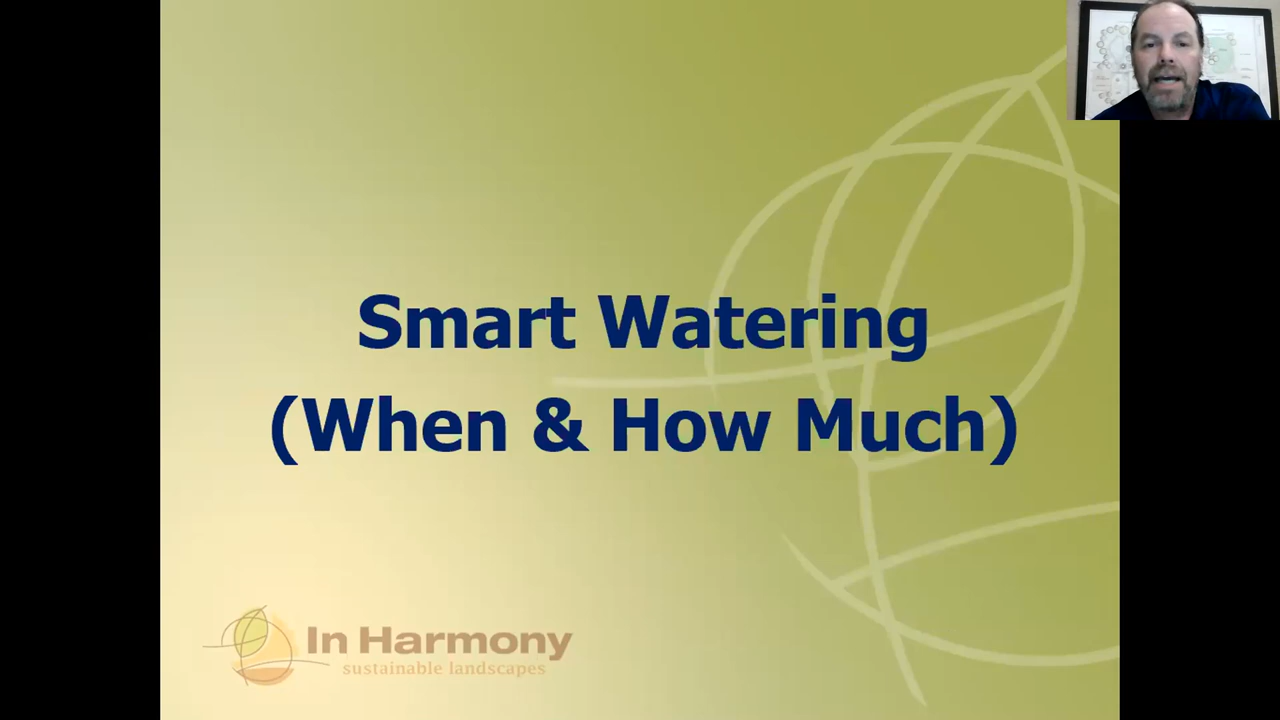 Smart Watering
(When & How Much)
In Harmony
sustainable landscapes